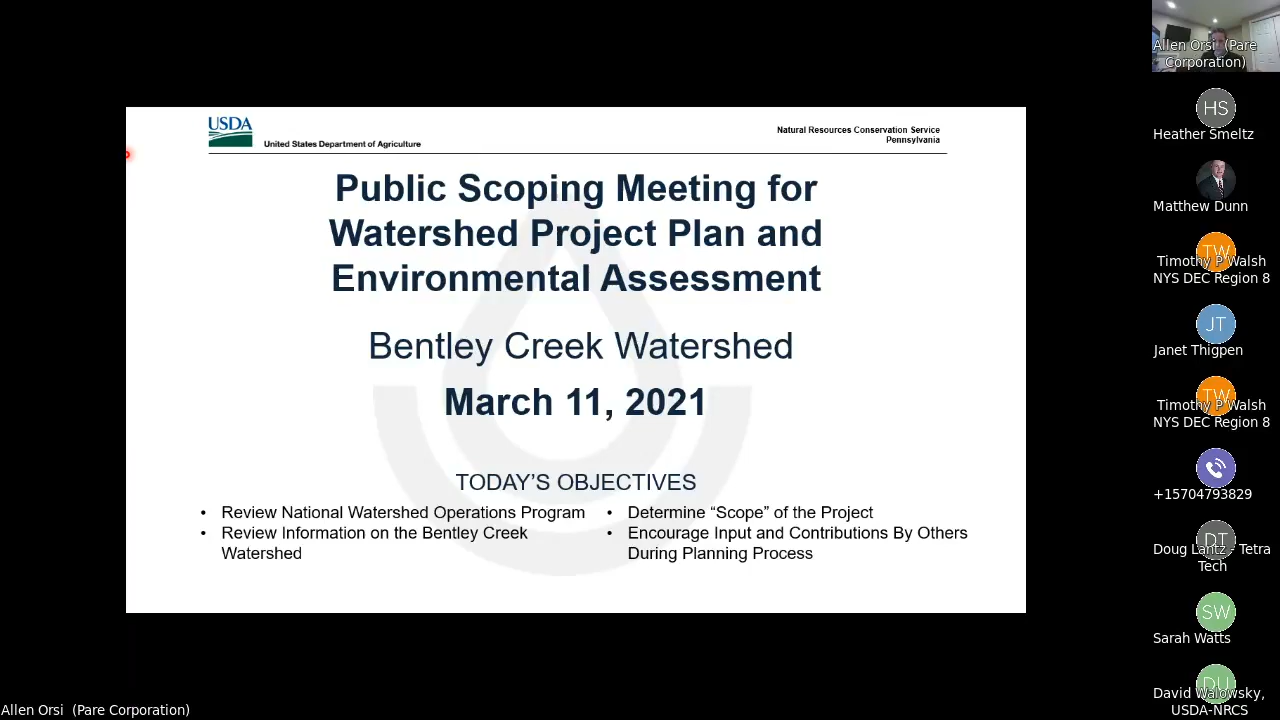 USDA
United States Department of Agriculture
Natural Resources Conservation Service
Pennsylvania
Public Scoping Meeting for
Watershed Project Plan and
Environmental Assessment
Bentley Creek Watershed
March 11, 2021
TODAY'S OBJECTIVES
• Review National Watershed Operations Program
• Review Information on the Bentley Creek
Watershed
• Determine “Scope” of the Project
• Encourage Input and Contributions By Others
During Planning Process
Allen Orsi (Pare
Corporation)
HS
Heather Smeltz
Matthew Dunn
TW
Timothy P Walsh
NYS DEC Region 8
JT
Janet Thigpen
TW
Timothy P Walsh
NYS DEC Region 8
+15704793829
DT
Doug Lantz - Tetra
Tech
SW
Sarah Watts
DU
David Walowsky,
USDA-NRCS
Allen Orsi (Pare Corporation)